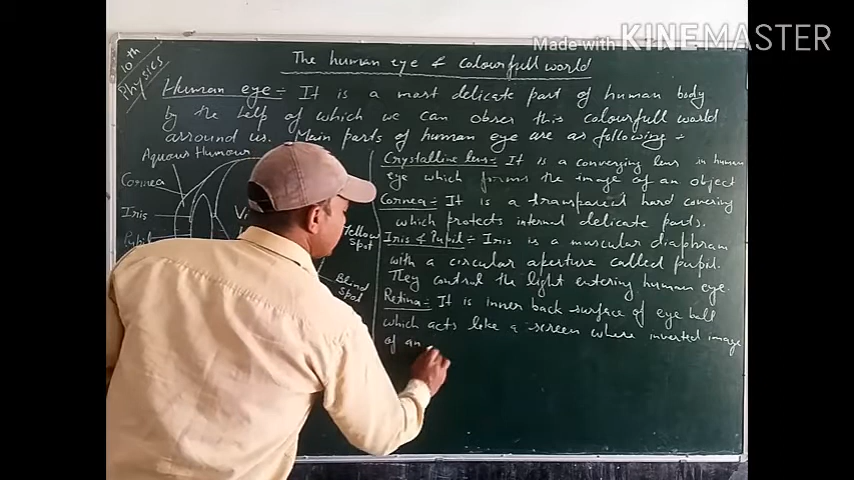 Made with KINEMASTER
10th
Physics
The human eye & colourfull world
Human eye :- It is a most delicate part of human body
by the help of which we can obser this colourfull world
arround us. Main parts of human eye are as following :-
Aquous Humour
Cornea
Iris
Pupil
Vi
Yellow
Spot
Blind
Spot
Crystalline lens :- It is a converging lens in human
eye which forms the image of an object
Cornea :- It is a transparent hard covering
which protects internal delicate parts.
Iris & Pupil :- Iris is a muscular diaphram
with a circular aperture called pupil.
They control the light entering human eye.
Retina :- It is inner back surface of eye ball
which acts like a screen where inverted image
of an